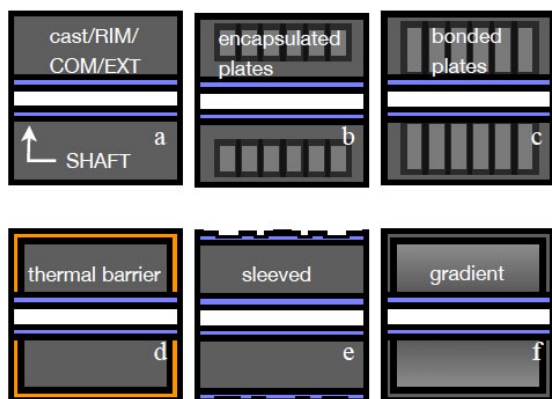 cast/RIM/
COM/EXT
SHAFT
a
encapsulated
plates
b
bonded
plates
c
thermal barrier
d
sleeved
e
gradient
f